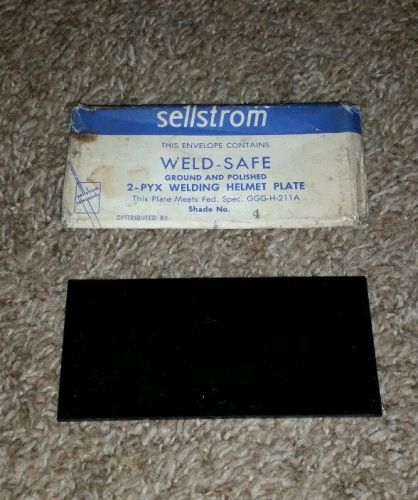 sellstrom
THIS ENVELOPE CONTAINS
WELD-SAFE
GROUND AND POLISHED
2-PYX WELDING HELMET PLATE
This Plate Meets Fed. Spec. GGG-H-211A
Shade No. 4
DISTRIBUTED BY
sellstrom